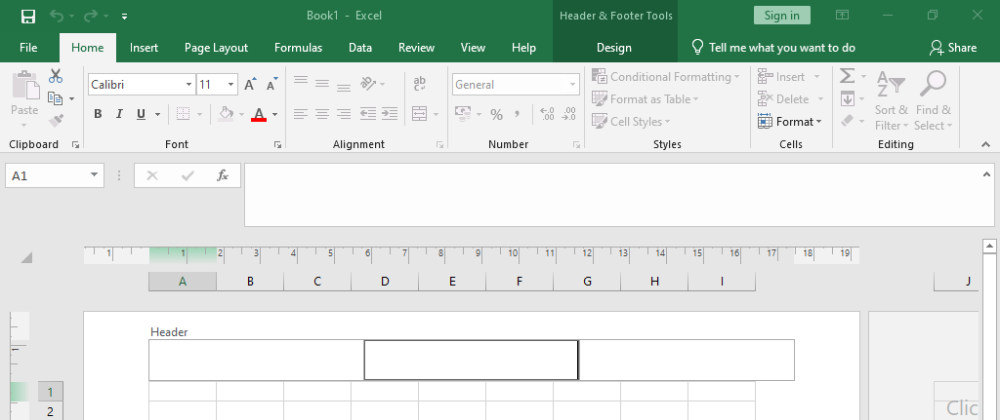 Book1 - Excel
Header & Footer Tools
Sign in
File Home Insert Page Layout Formulas Data Review View Help Design Tell me what you want to do Share
Paste
Clipboard
Calibri 11
B I U A
Font
ab
c
Alignment
General
% ,
Number
Conditional Formatting
Format as Table
Cell Styles
Styles
Insert
Delete
Format
Cells
Sort & Filter
Find & Select
Editing
A1
fx
1 1 2 3 4 5 6 7 8 9 10 11 12 13 14 15 16 17 18 19
A B C D E F G H I J
Header
1
1
2
Clic